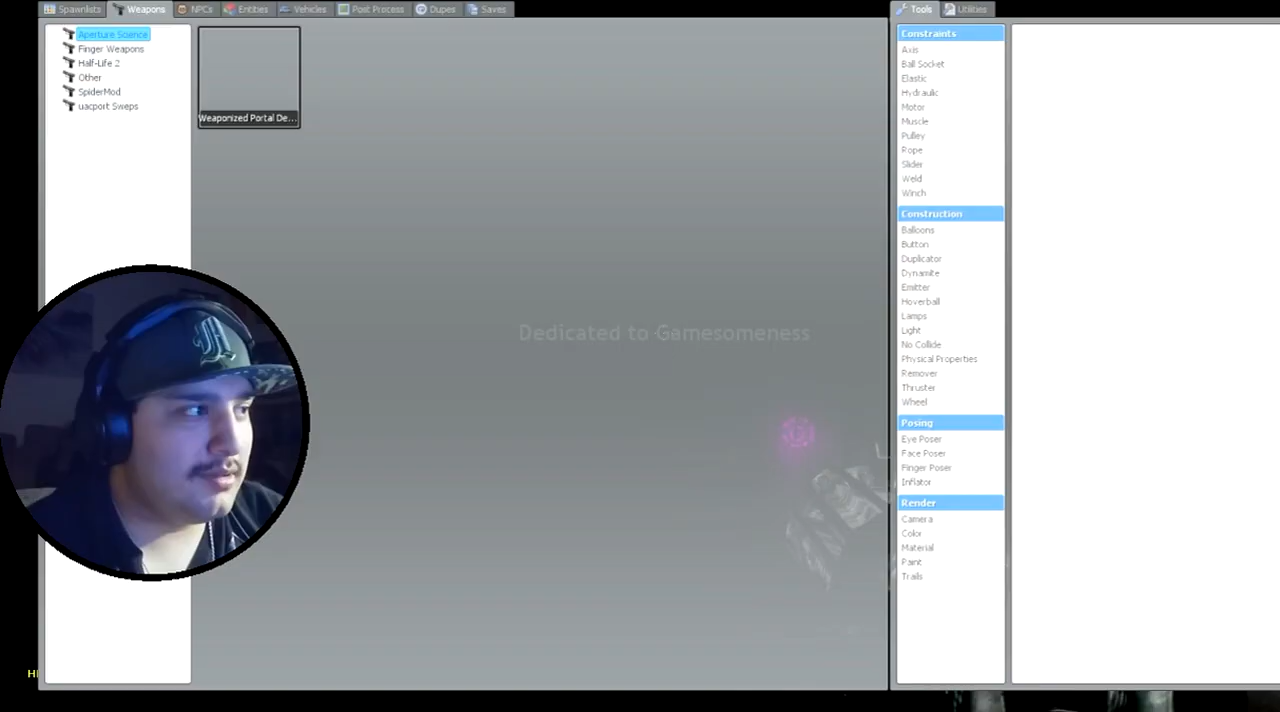 Spawnlists Weapons NPCs Entities Vehicles Post Process Dupes Saves
Aperture Science
Finger Weapons
Half-Life 2
Other
SpiderMod
uacport Sweps
Weaponized Portal De...
Dedicated to Gamesomeness
Tools Utilities
Constraints
Axis
Ball Socket
Elastic
Hydraulic
Motor
Muscle
Pulley
Rope
Slider
Weld
Winch
Construction
Balloons
Button
Duplicator
Dynamite
Emitter
Hoverball
Lamps
Light
No Collide
Physical Properties
Remover
Thruster
Wheel
Posing
Eye Poser
Face Poser
Finger Poser
Inflator
Render
Camera
Color
Material
Paint
Trails